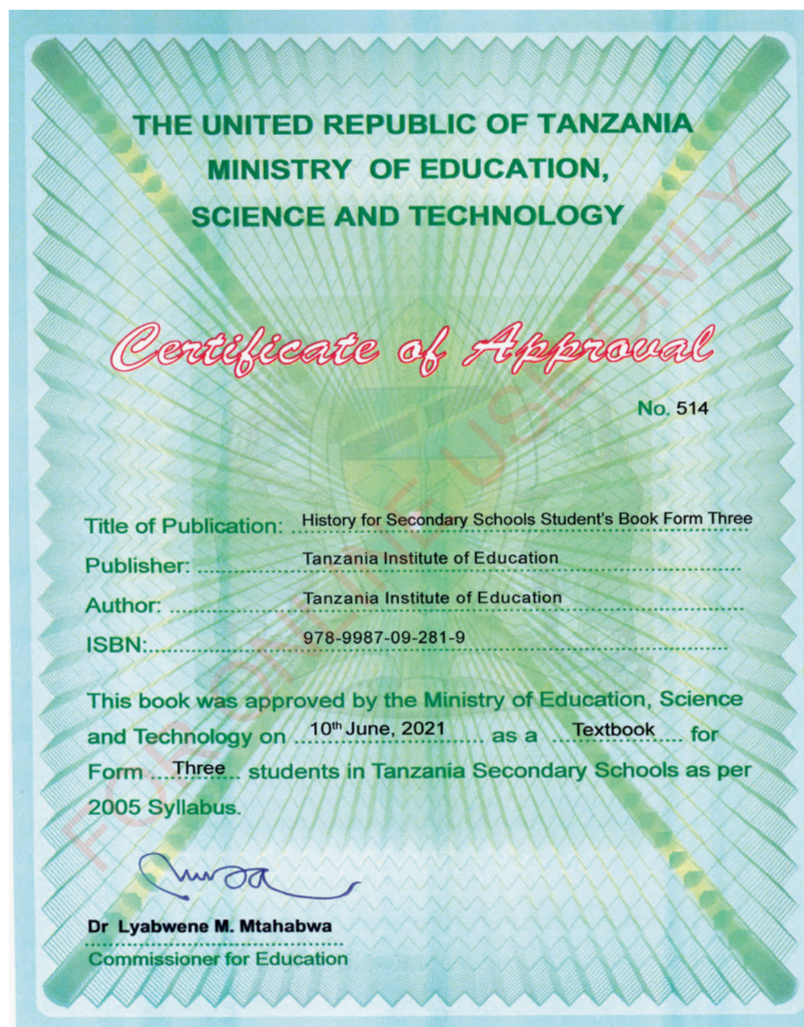 THE UNITED REPUBLIC OF TANZANIA
MINISTRY OF EDUCATION,
SCIENCE AND TECHNOLOGY
Certificate of Approval
No. 514
Title of Publication: History for Secondary Schools Student's Book Form Three
Publisher: Tanzania Institute of Education
Author: Tanzania Institute of Education
ISBN: 978-9987-09-281-9
This book was approved by the Ministry of Education, Science
and Technology on 10th June, 2021 as a Textbook for
Form Three students in Tanzania Secondary Schools as per
2005 Syllabus.
Dr Lyabwene M. Mtahabwa
Commissioner for Education
FOR ONLINE USE ONLY